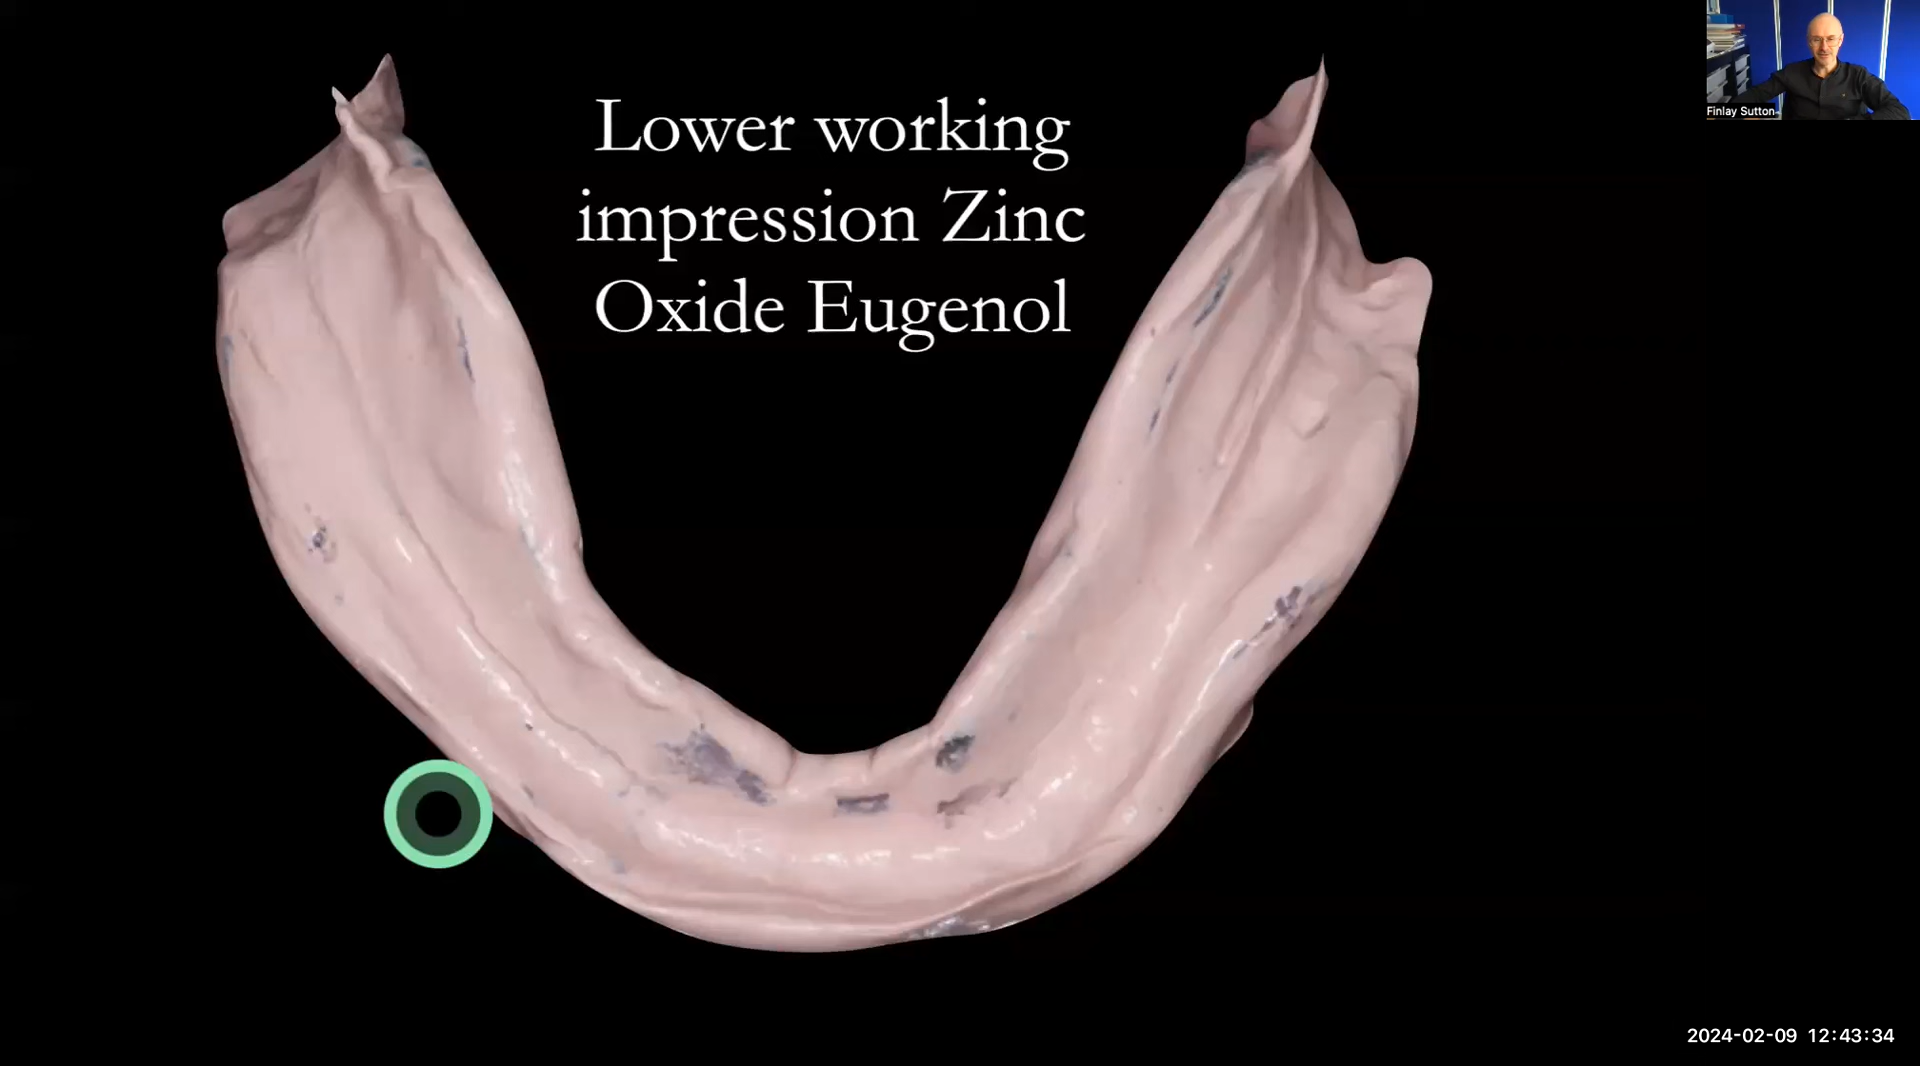 Lower working
impression Zinc
Oxide Eugenol
Finlay Sutton
2024-02-09 12:43:34